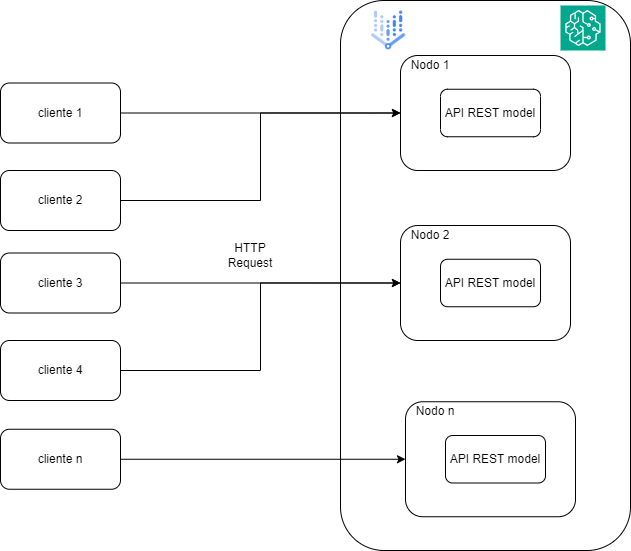 Nodo 1
cliente 1
API REST model
cliente 2
Nodo 2
HTTP
Request
cliente 3
API REST model
cliente 4
Nodo n
cliente n
API REST model